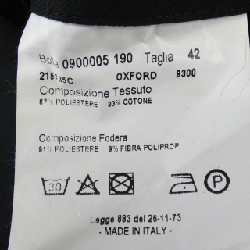 Bolla 0900005 190 Taglia 42
OXFORD 9300
Composizione Tessuto
67% POLIESTERE 33% COTONE
Composizione Fodera
91% POLIESTERE 9% FIBRA POLIPROP
30 P
Legge 883 del 26-11-73
MADE IN ITALY